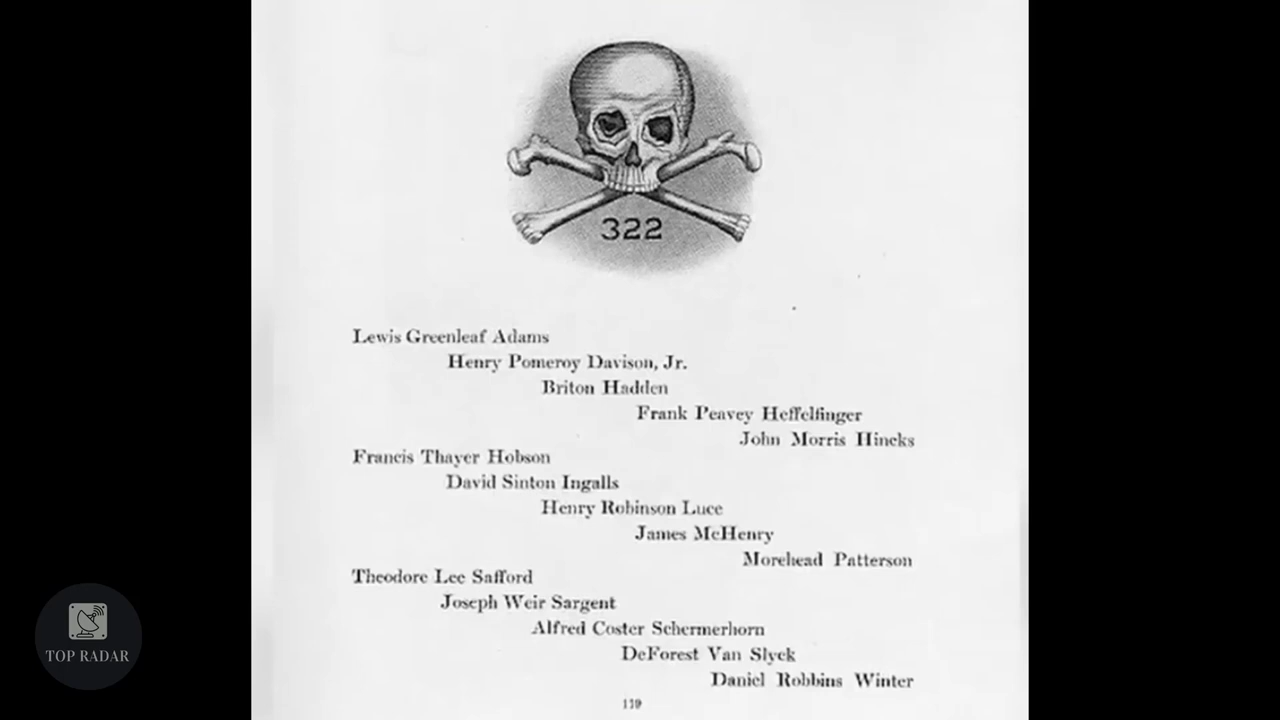 322
Lewis Greenleaf Adams
Henry Pomeroy Davison, Jr.
Briton Hadden
Frank Peavey Heffelfinger
John Morris Hincks
Francis Thayer Hobson
David Sinton Ingalls
Henry Robinson Luce
James McHenry
Morehead Patterson
Theodore Lee Safford
Joseph Weir Sargent
Alfred Coster Schermerhorn
DeForest Van Slyck
Daniel Robbins Winter
179
TOP RADAR